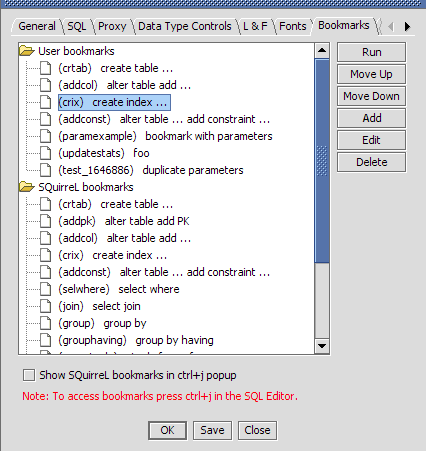 General SQL Proxy Data Type Controls L & F Fonts Bookmarks
User bookmarks
(crtab) create table ...
(addcol) alter table add ...
(crix) create index ...
(addconst) alter table ... add constraint ...
(paramexample) bookmark with parameters
(updatestats) foo
(test_1646886) duplicate parameters
SQuirreL bookmarks
(crtab) create table ...
(addpk) alter table add PK
(addcol) alter table add ...
(crix) create index ...
(addconst) alter table ... add constraint ...
(selwhere) select where
(join) select join
(group) group by
(grouphaving) group by having
Run
Move Up
Move Down
Add
Edit
Delete
Show SQuirreL bookmarks in ctrl+j popup
Note: To access bookmarks press ctrl+j in the SQL Editor.
OK Save Close